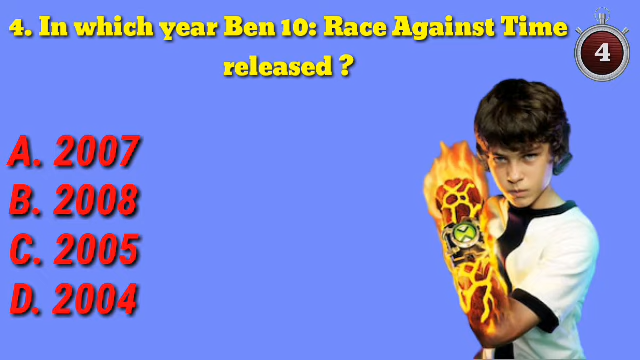 4. In which year Ben 10: Race Against Time
released ?
4
A. 2007
B. 2008
C. 2005
D. 2004